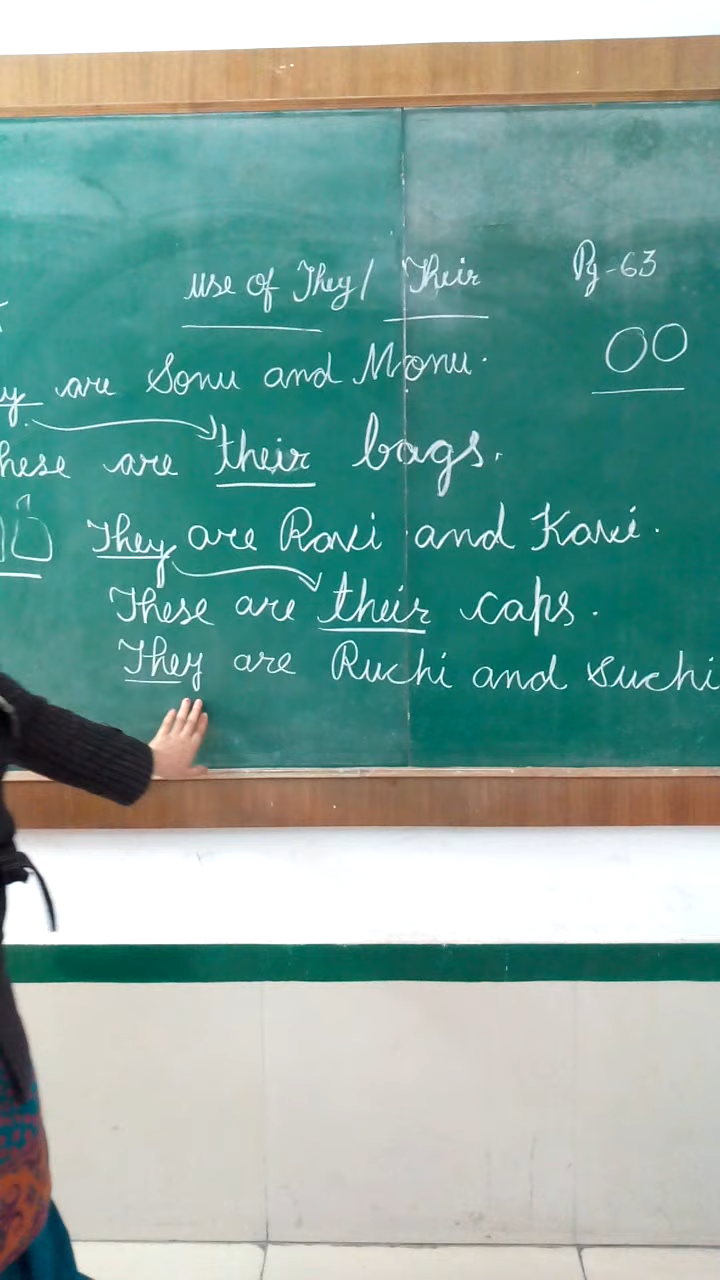 use of They/ Their
Pg-63
y are Sonu and Monu.
hese are their bags.
They are Ravi and Kavi.
These are their caps.
They are Ruchi and Suchi